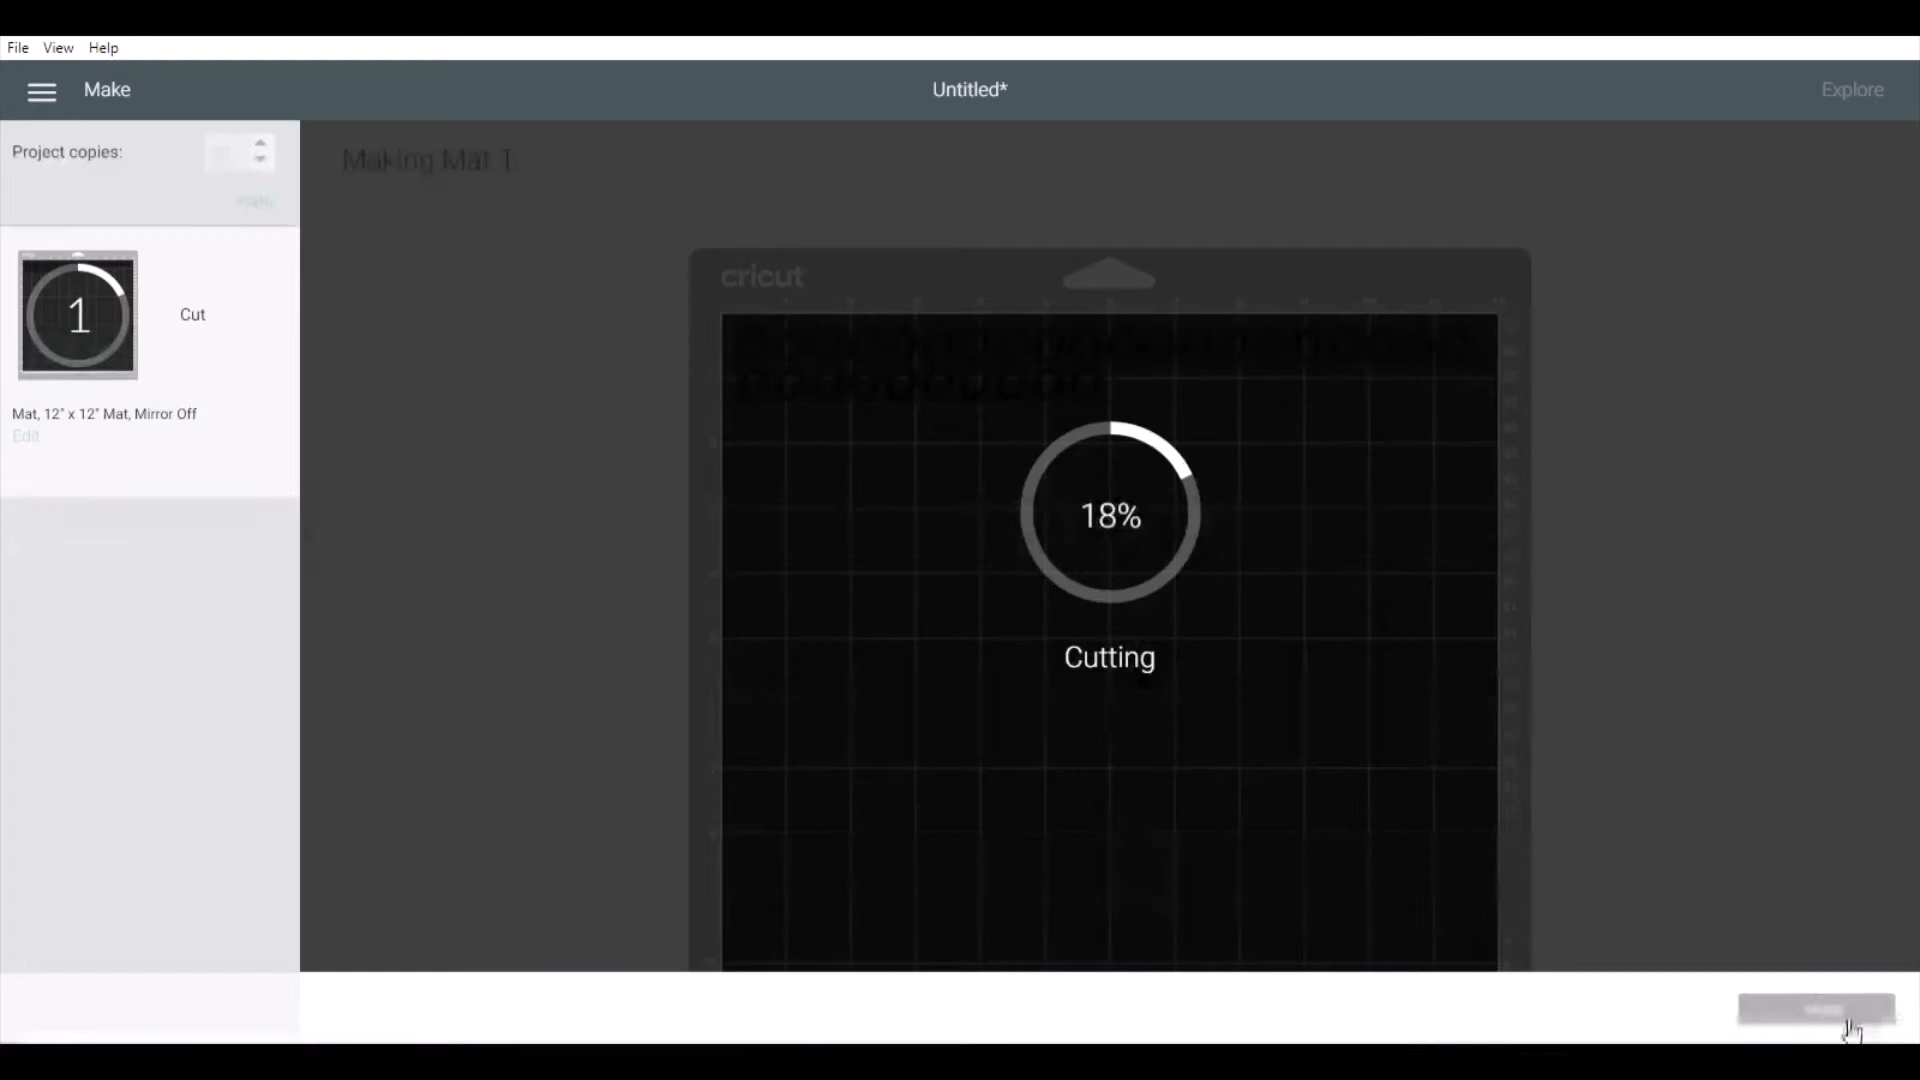 File View Help
Make
Untitled*
Explore
Project copies:
Apply
Making Mat 1
cricut
1
Cut
Mat, 12" x 12" Mat, Mirror Off
Edit
18%
Cutting